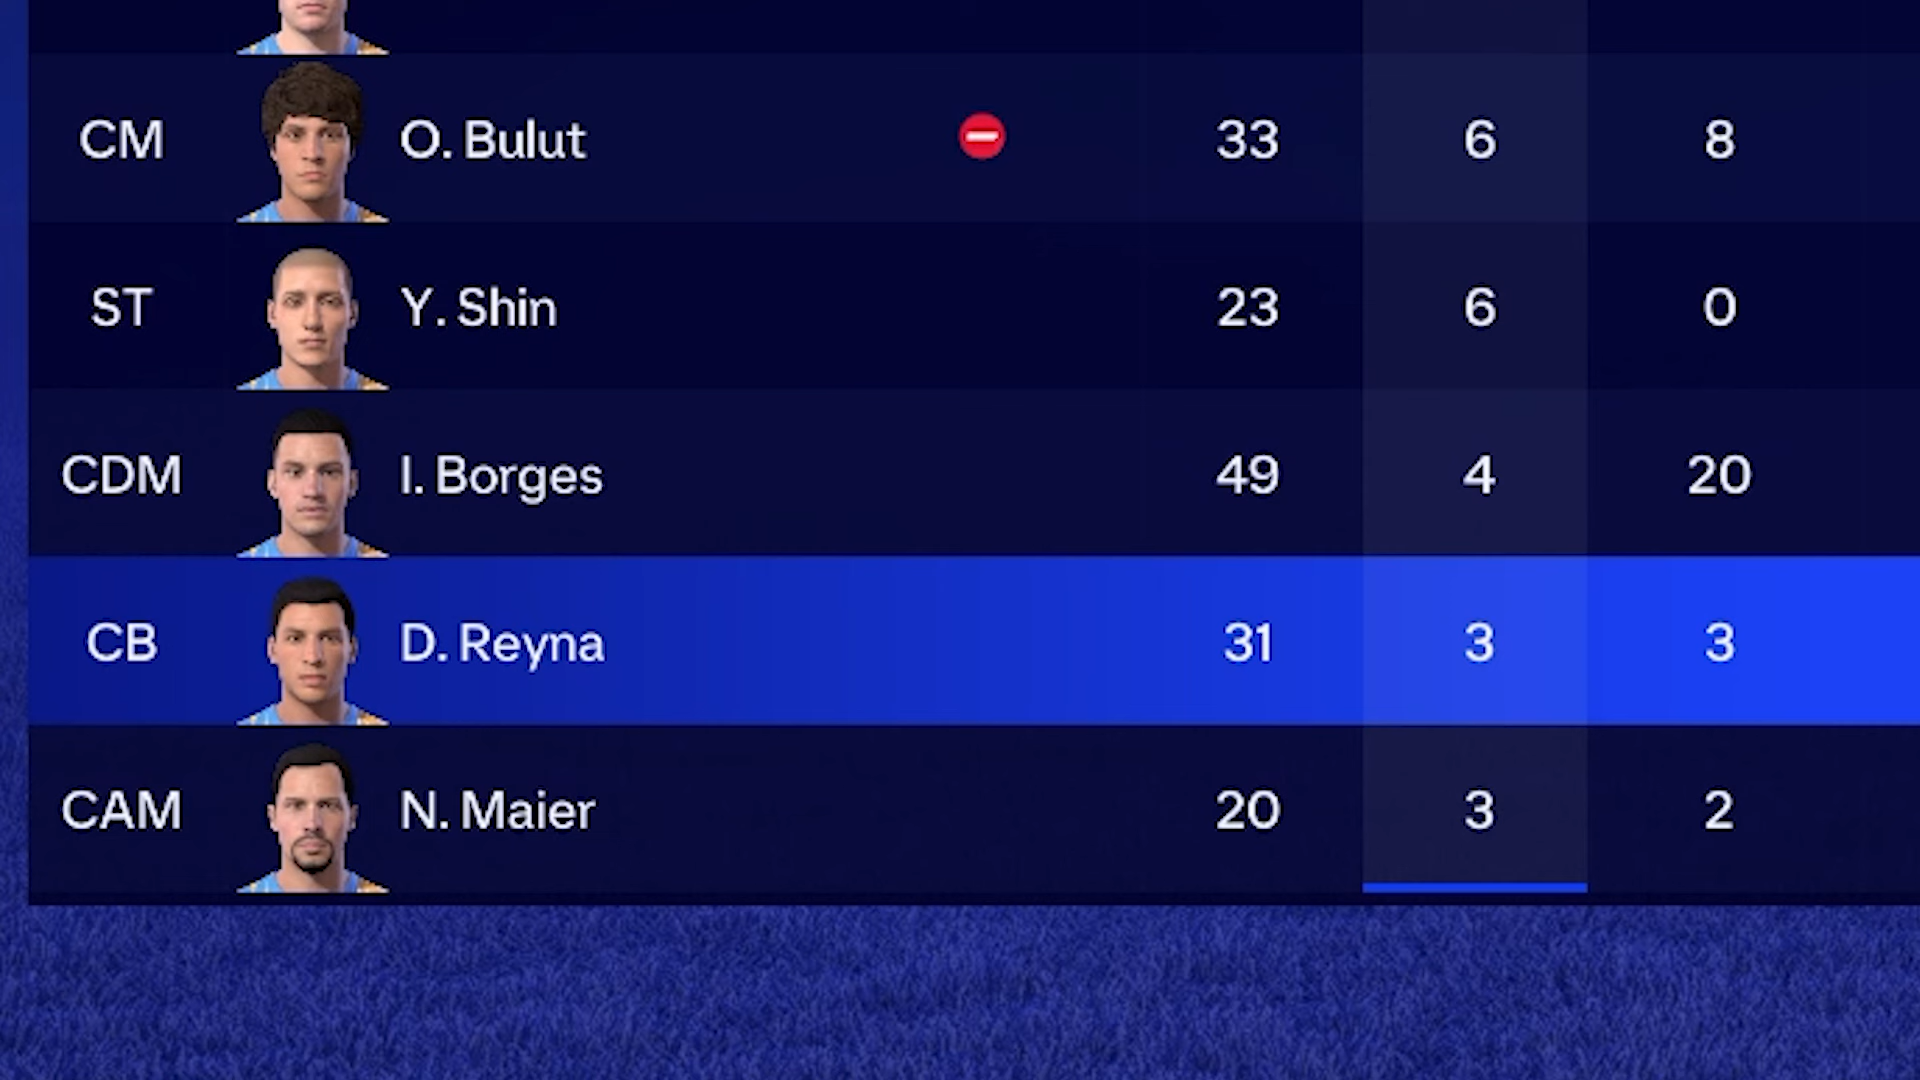 CM O. Bulut 33 6 8
ST Y. Shin 23 6 0
CDM I. Borges 49 4 20
CB D. Reyna 31 3 3
CAM N. Maier 20 3 2